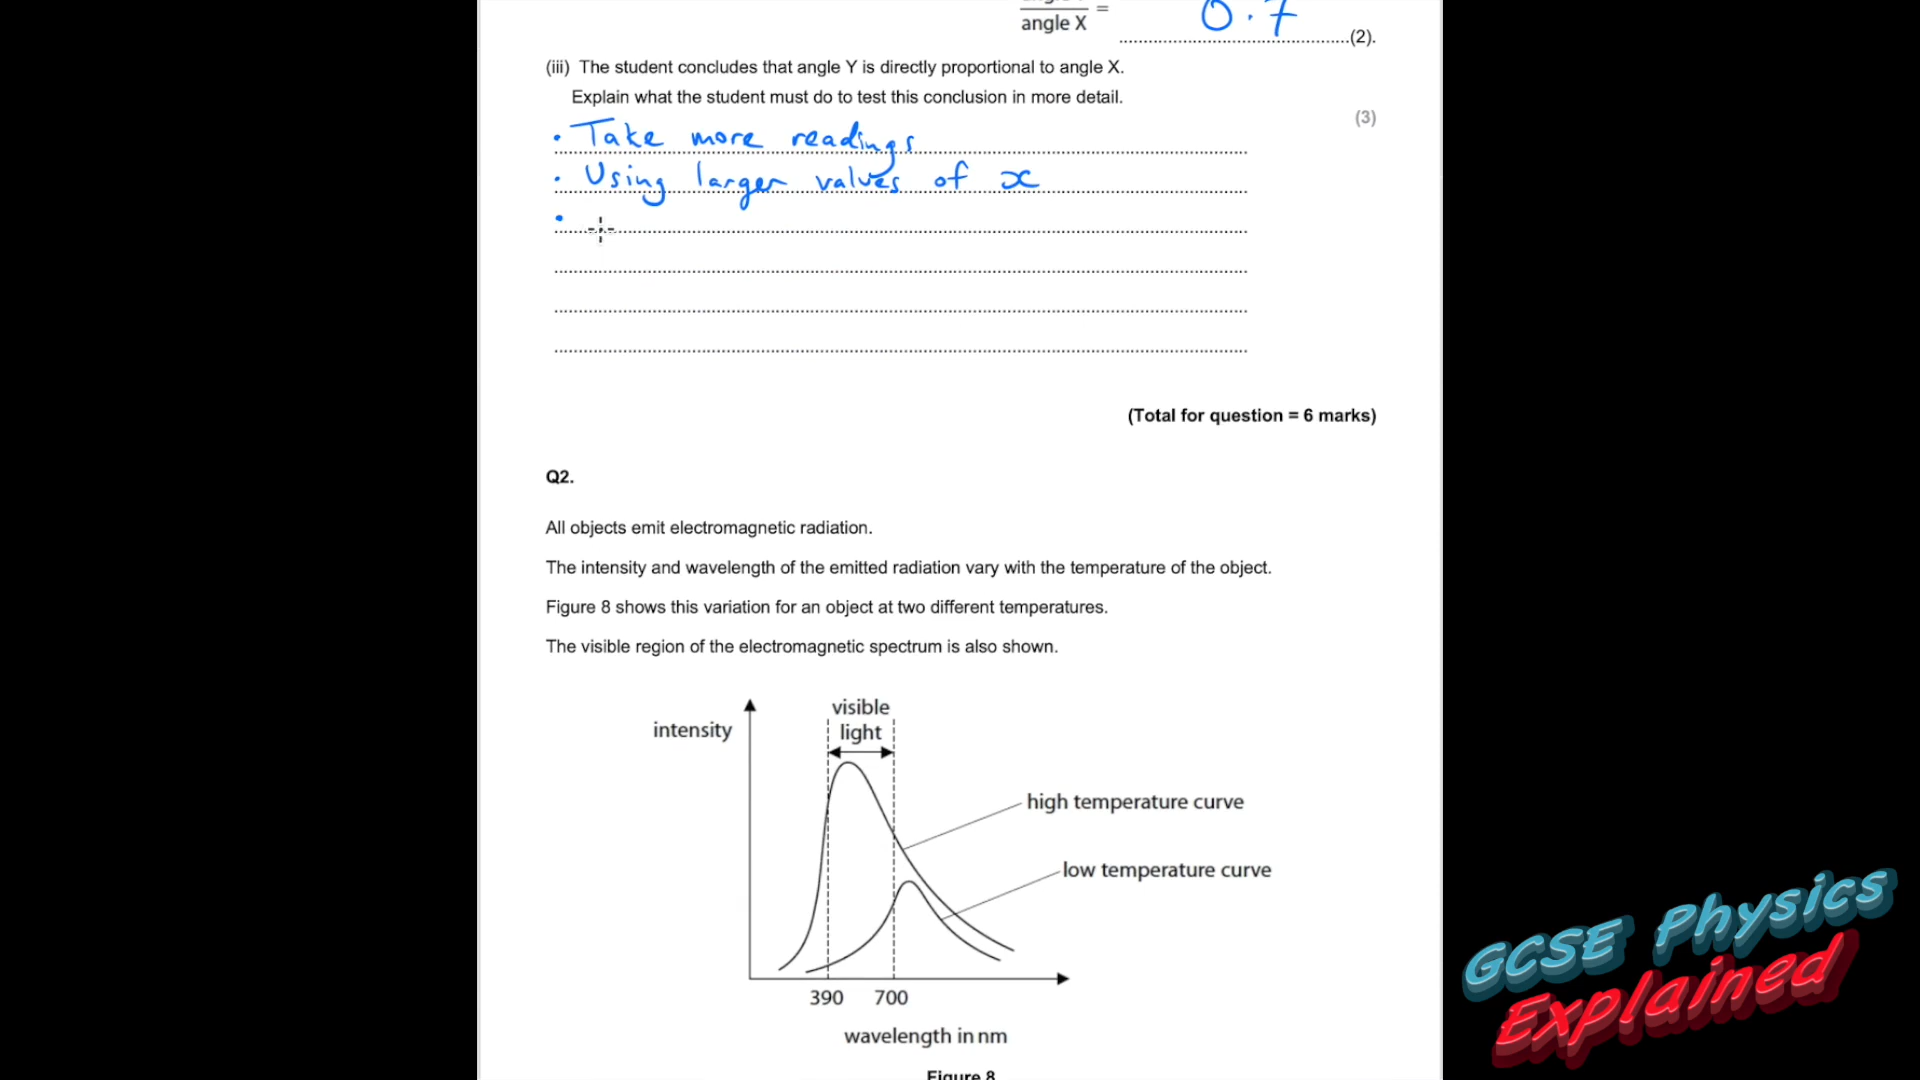 angle X = 0.7 (2).
(iii) The student concludes that angle Y is directly proportional to angle X.
Explain what the student must do to test this conclusion in more detail.
(3)
• Take more readings
• Using larger values of x
•
(Total for question = 6 marks)
Q2.
All objects emit electromagnetic radiation.
The intensity and wavelength of the emitted radiation vary with the temperature of the object.
Figure 8 shows this variation for an object at two different temperatures.
The visible region of the electromagnetic spectrum is also shown.
visible
intensity
light
high temperature curve
low temperature curve
390 700
wavelength in nm
Figure 8
GCSE Physics
Explained